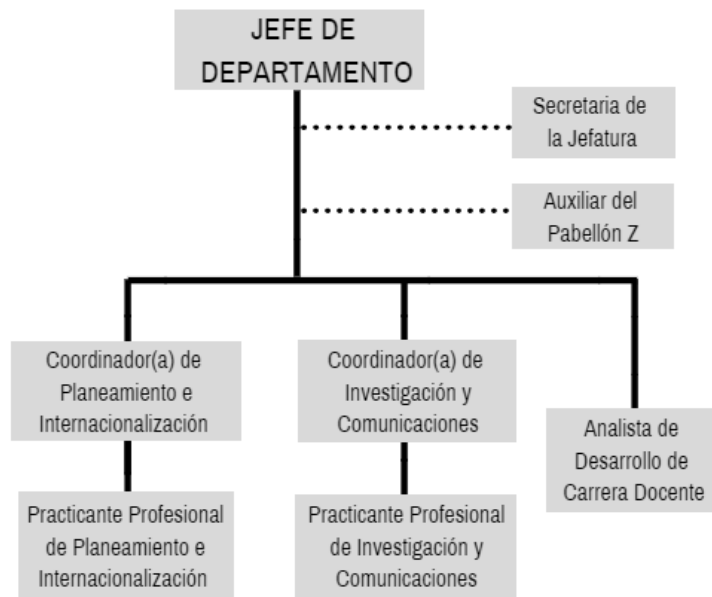 JEFE DE
DEPARTAMENTO
Secretaria de
la Jefatura
Auxiliar del
Pabellón Z
Coordinador(a) de
Planeamiento e
Internacionalización
Coordinador(a) de
Investigación y
Comunicaciones
Analista de
Desarrollo de
Carrera Docente
Practicante Profesional
de Planeamiento e
Internacionalización
Practicante Profesional
de Investigación y
Comunicaciones